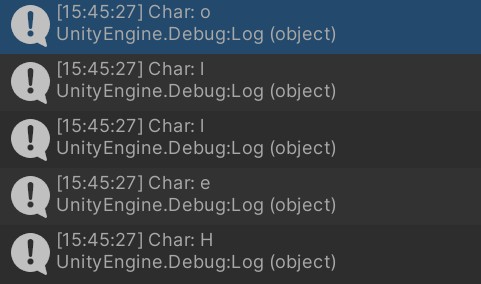 [15:45:27] Char: o
UnityEngine.Debug:Log (object)
[15:45:27] Char: l
UnityEngine.Debug:Log (object)
[15:45:27] Char: l
UnityEngine.Debug:Log (object)
[15:45:27] Char: e
UnityEngine.Debug:Log (object)
[15:45:27] Char: H
UnityEngine.Debug:Log (object)